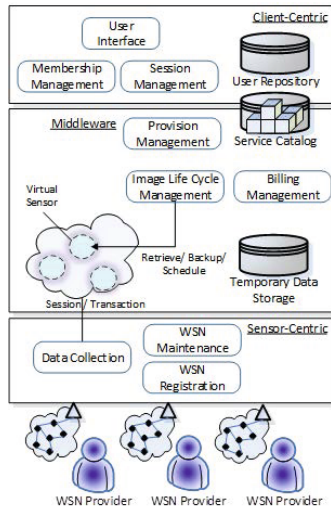 Client-Centric
User
Interface
Membership
Management
Session
Management
User Repository
Middleware
Provision
Management
Service Catalog
Virtual
Sensor
Image Life Cycle
Management
Billing
Management
Retrieve/ Backup/
Schedule
Temporary Data
Storage
Session / Transaction
Sensor-Centric
WSN
Maintenance
Data Collection
WSN
Registration
WSN Provider
WSN Provider
WSN Provider